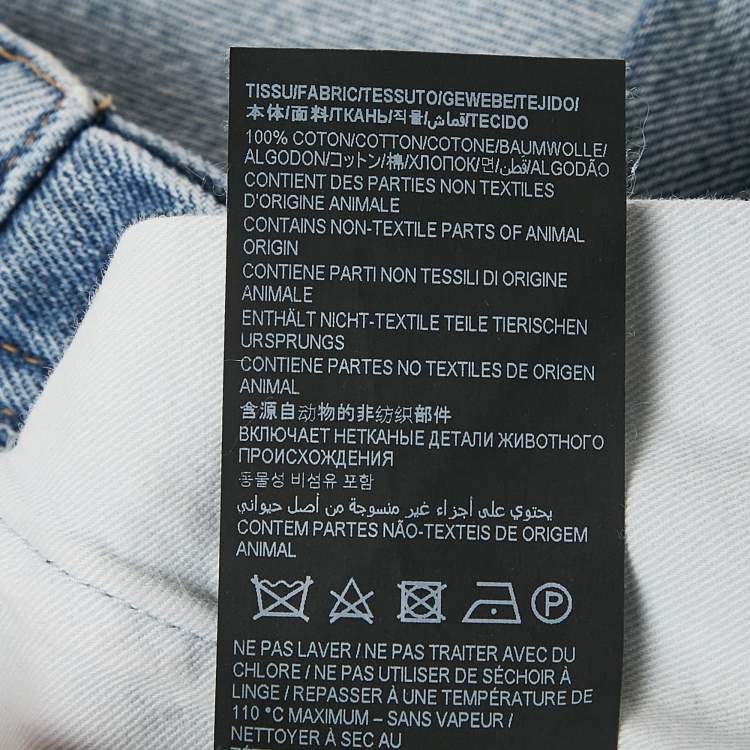 TISSU/FABRIC/TESSUTO/GEWEBE/TEJIDO/
本体/面料/ТКАНЬ/직물/قماش/TECIDO
100% COTON/COTTON/COTONE/BAUMWOLLE/
ALGODON/コットン/棉/ХЛОПОК/면/قطن/ALGODÃO
CONTIENT DES PARTIES NON TEXTILES
D'ORIGINE ANIMALE
CONTAINS NON-TEXTILE PARTS OF ANIMAL
ORIGIN
CONTIENE PARTI NON TESSILI DI ORIGINE
ANIMALE
ENTHÄLT NICHT-TEXTILE TEILE TIERISCHEN
URSPRUNGS
CONTIENE PARTES NO TEXTILES DE ORIGEN
ANIMAL
含源自动物的非纺织部件
ВКЛЮЧАЕТ НЕТКАНЫЕ ДЕТАЛИ ЖИВОТНОГО
ПРОИСХОЖДЕНИЯ
동물성 비섬유 포함
يحتوي على أجزاء غير منسوجة من أصل حيواني
CONTEM PARTES NÃO-TEXTEIS DE ORIGEM
ANIMAL
P
NE PAS LAVER / NE PAS TRAITER AVEC DU
CHLORE / NE PAS UTILISER DE SÉCHOIR À
LINGE / REPASSER À UNE TEMPÉRATURE DE
110 °C MAXIMUM – SANS VAPEUR /
NETTOYER À SEC AU